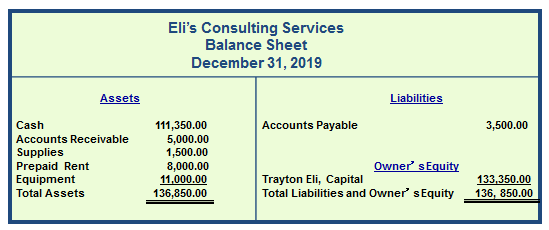 Eli's Consulting Services
Balance Sheet
December 31, 2019
Assets
Cash 111,350.00
Accounts Receivable 5,000.00
Supplies 1,500.00
Prepaid Rent 8,000.00
Equipment 11,000.00
Total Assets 136,850.00
Liabilities
Accounts Payable 3,500.00
Owner's Equity
Trayton Eli, Capital 133,350.00
Total Liabilities and Owner's Equity 136, 850.00